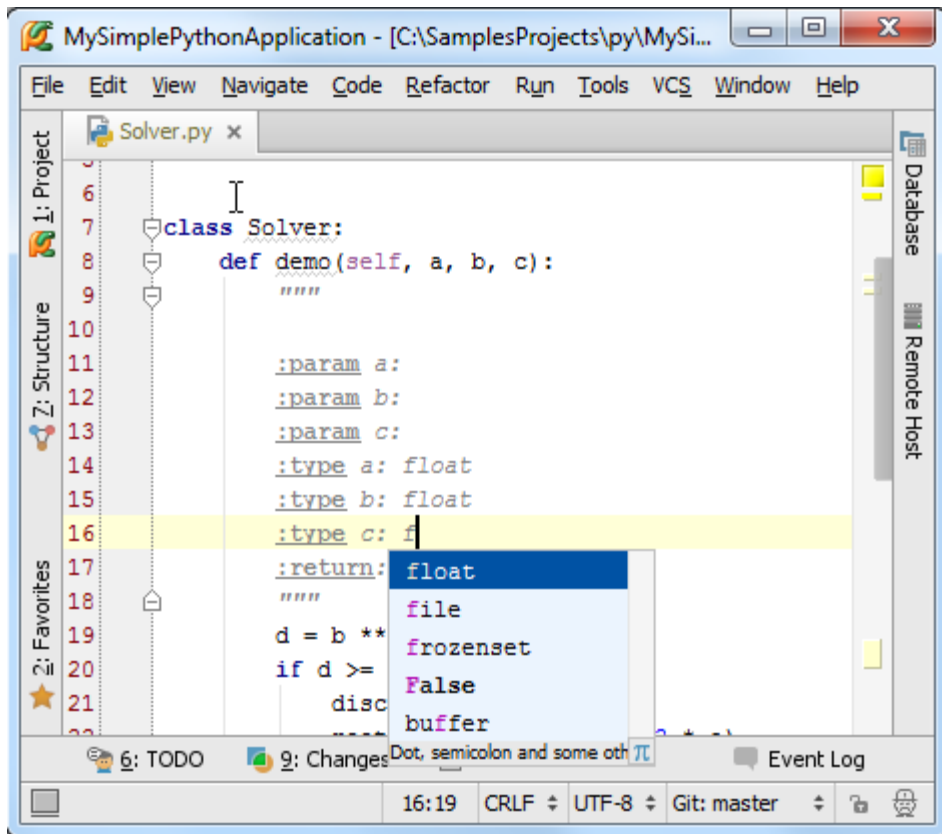 MySimplePythonApplication - [C:\SamplesProjects\py\MySi...
File Edit View Navigate Code Refactor Run Tools VCS Window Help
Solver.py
1: Project
7: Structure
2: Favorites
Database
Remote Host
6
7 class Solver:
8 def demo(self, a, b, c):
9 """
10
11 :param a:
12 :param b:
13 :param c:
14 :type a: float
15 :type b: float
16 :type c: f
17 :return:
18 """
19 d = b **
20 if d >=
21 disc
float
file
frozenset
False
buffer
Dot, semicolon and some oth π
6: TODO 9: Changes Event Log
16:19 CRLF UTF-8 Git: master